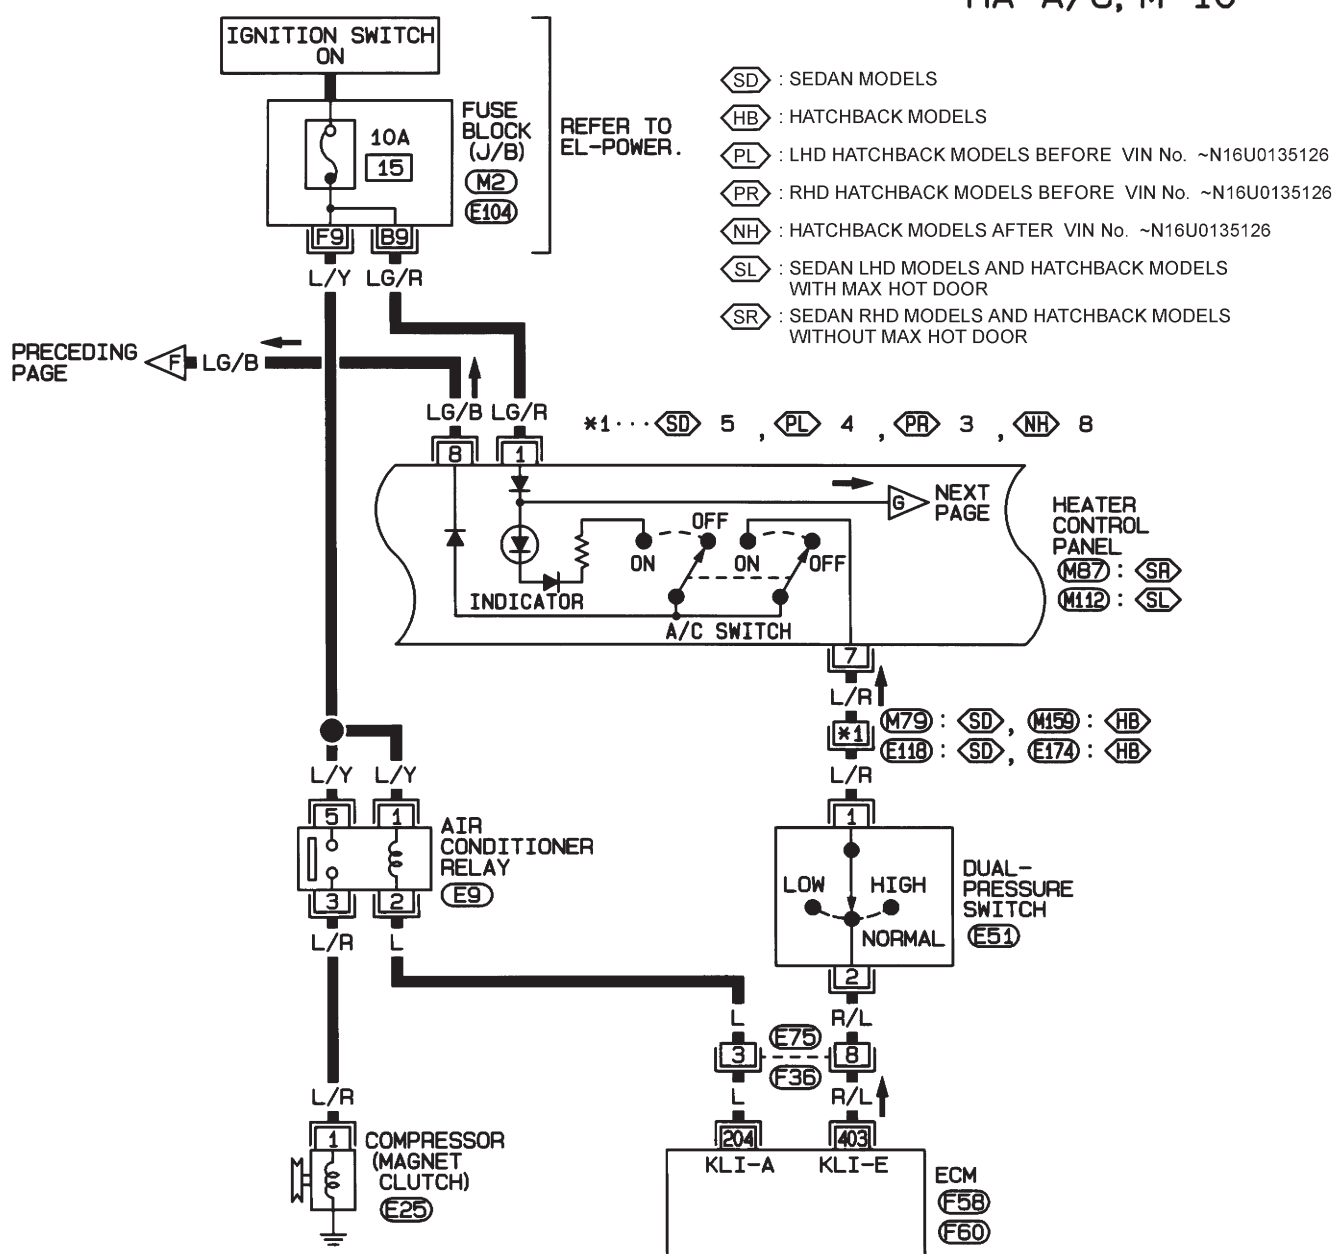 HA-A/C, M-10
IGNITION SWITCH
ON
10A
15
FUSE
BLOCK
(J/B)
M2
E104
REFER TO
EL-POWER.
SD : SEDAN MODELS
HB : HATCHBACK MODELS
PL : LHD HATCHBACK MODELS BEFORE VIN No. ~N16U0135126
PR : RHD HATCHBACK MODELS BEFORE VIN No. ~N16U0135126
NH : HATCHBACK MODELS AFTER VIN No. ~N16U0135126
SL : SEDAN LHD MODELS AND HATCHBACK MODELS
WITH MAX HOT DOOR
SR : SEDAN RHD MODELS AND HATCHBACK MODELS
WITHOUT MAX HOT DOOR
F9 B9
L/Y LG/R
PRECEDING
PAGE
F LG/B
LG/B LG/R
*1··· SD 5 , PL 4 , PR 3 , NH 8
8 1
G NEXT
PAGE
OFF
ON ON OFF
INDICATOR
A/C SWITCH
HEATER
CONTROL
PANEL
M87 : SR
M112 : SL
7
L/R
*1
M79 : SD , M159 : HB
E118 : SD , E174 : HB
L/R
L/Y L/Y
5 1
AIR
CONDITIONER
RELAY
E9
3 2
L/R L
1
LOW HIGH
NORMAL
DUAL-
PRESSURE
SWITCH
E51
2
L R/L
3 E75 8
F36
L R/L
204 403
KLI-A KLI-E
ECM
F58
F60
L/R
1
COMPRESSOR
(MAGNET
CLUTCH)
E25